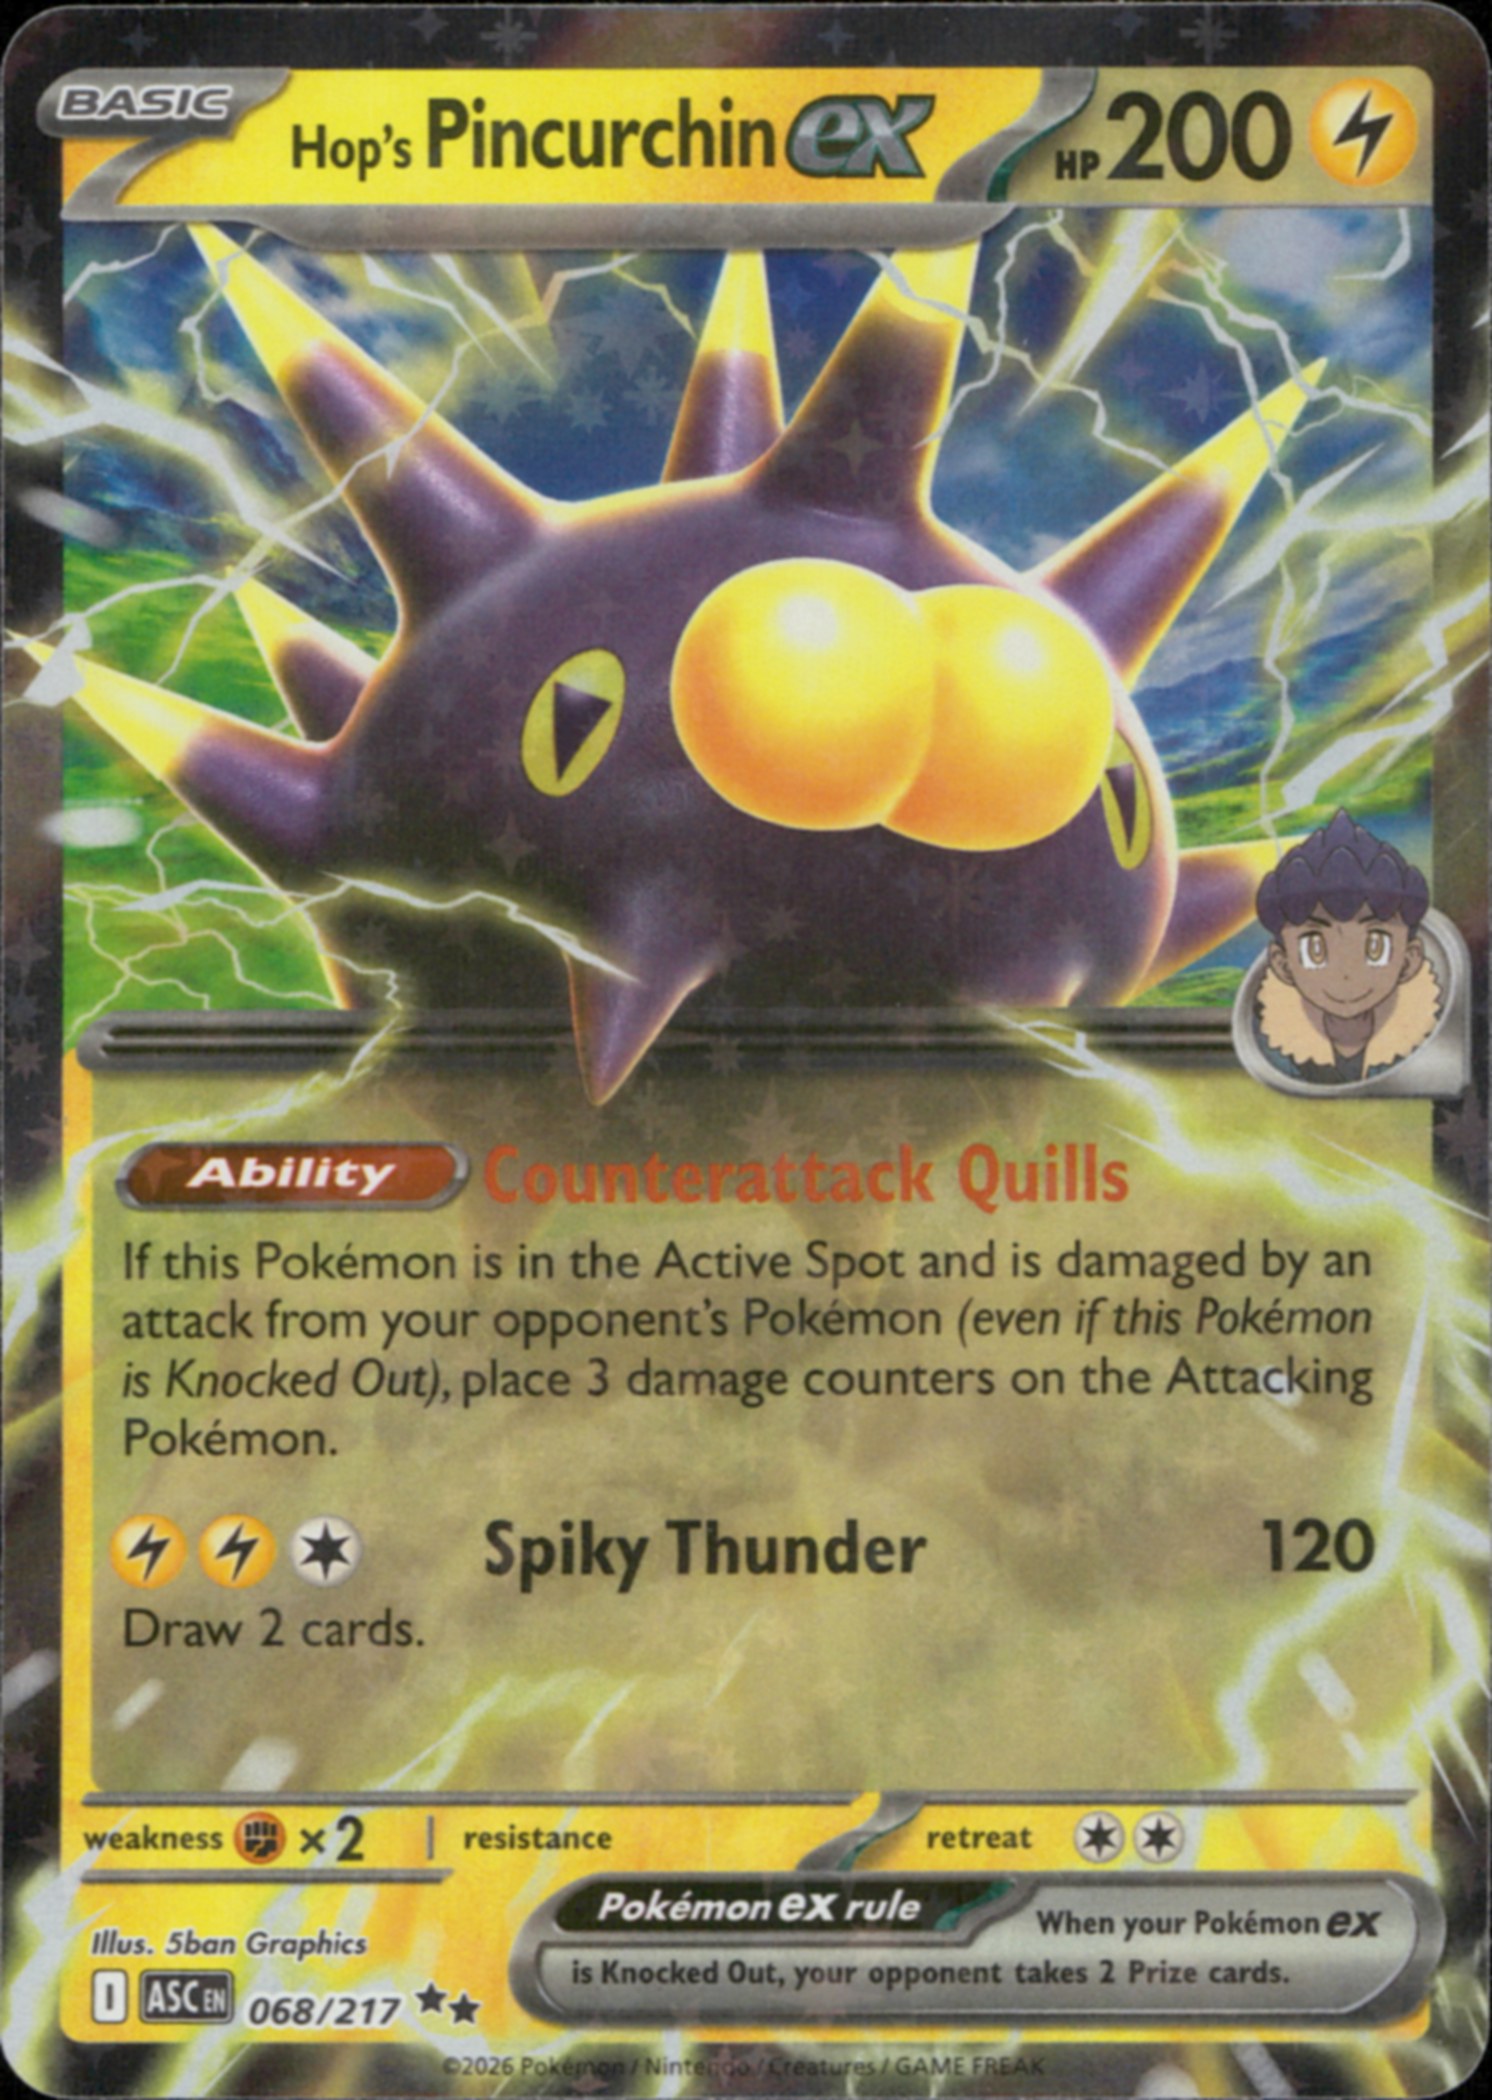 BASIC
Hop's Pincurchin ex
HP 200
Ability Counterattack Quills
If this Pokémon is in the Active Spot and is damaged by an
attack from your opponent's Pokémon (even if this Pokémon
is Knocked Out), place 3 damage counters on the Attacking
Pokémon.
Spiky Thunder 120
Draw 2 cards.
weakness ×2 resistance retreat
Pokémon ex rule When your Pokémon ex
is Knocked Out, your opponent takes 2 Prize cards.
Illus. 5ban Graphics
I ASC EN 068/217
©2026 Pokémon / Nintendo / Creatures / GAME FREAK